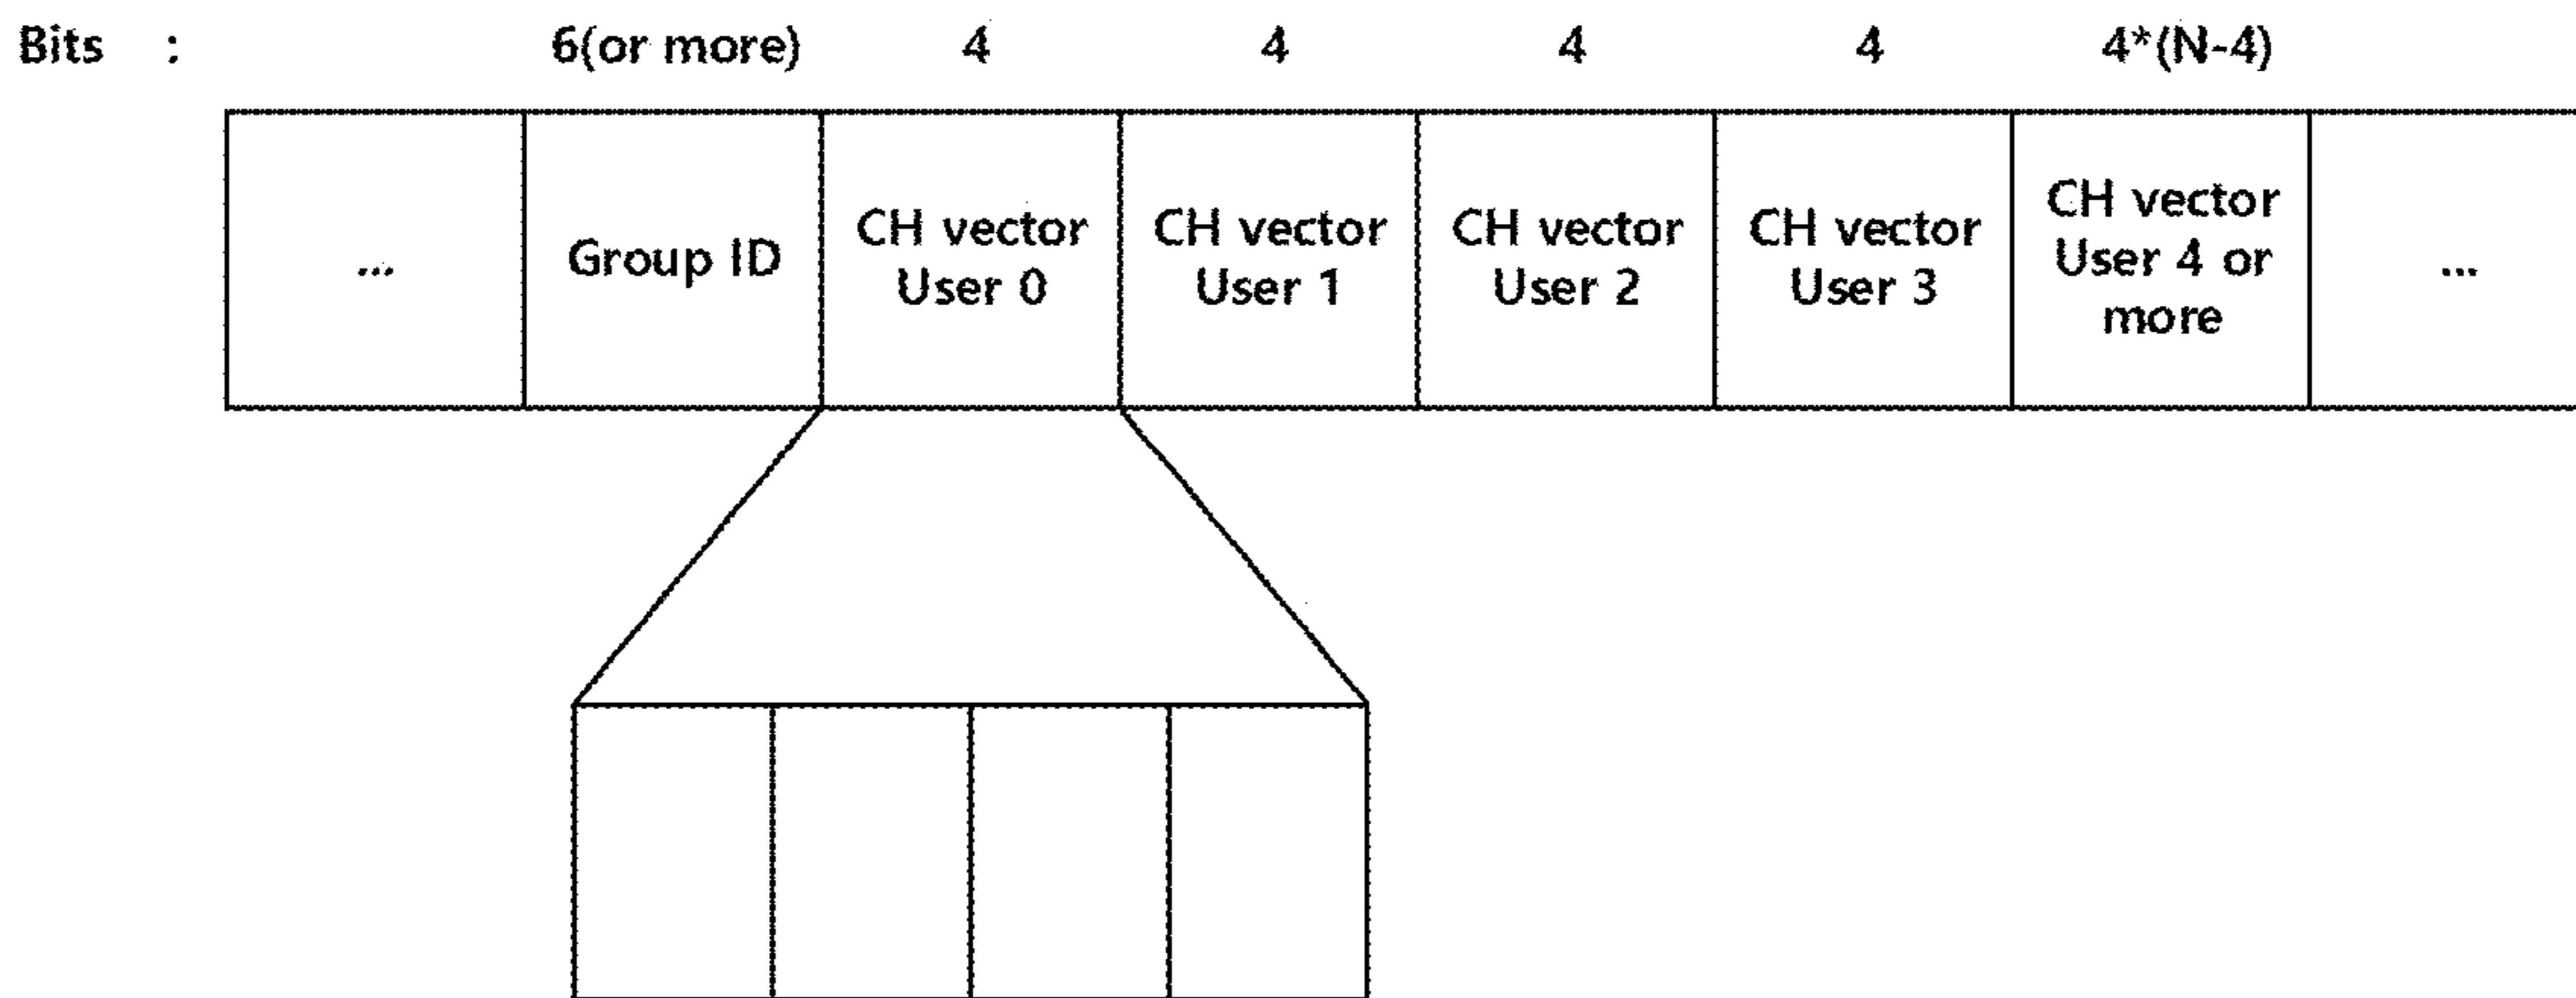 Bits : 6(or more) 4 4 4 4 4*(N-4)
... Group ID CH vector User 0 CH vector User 1 CH vector User 2 CH vector User 3 CH vector User 4 or more ...